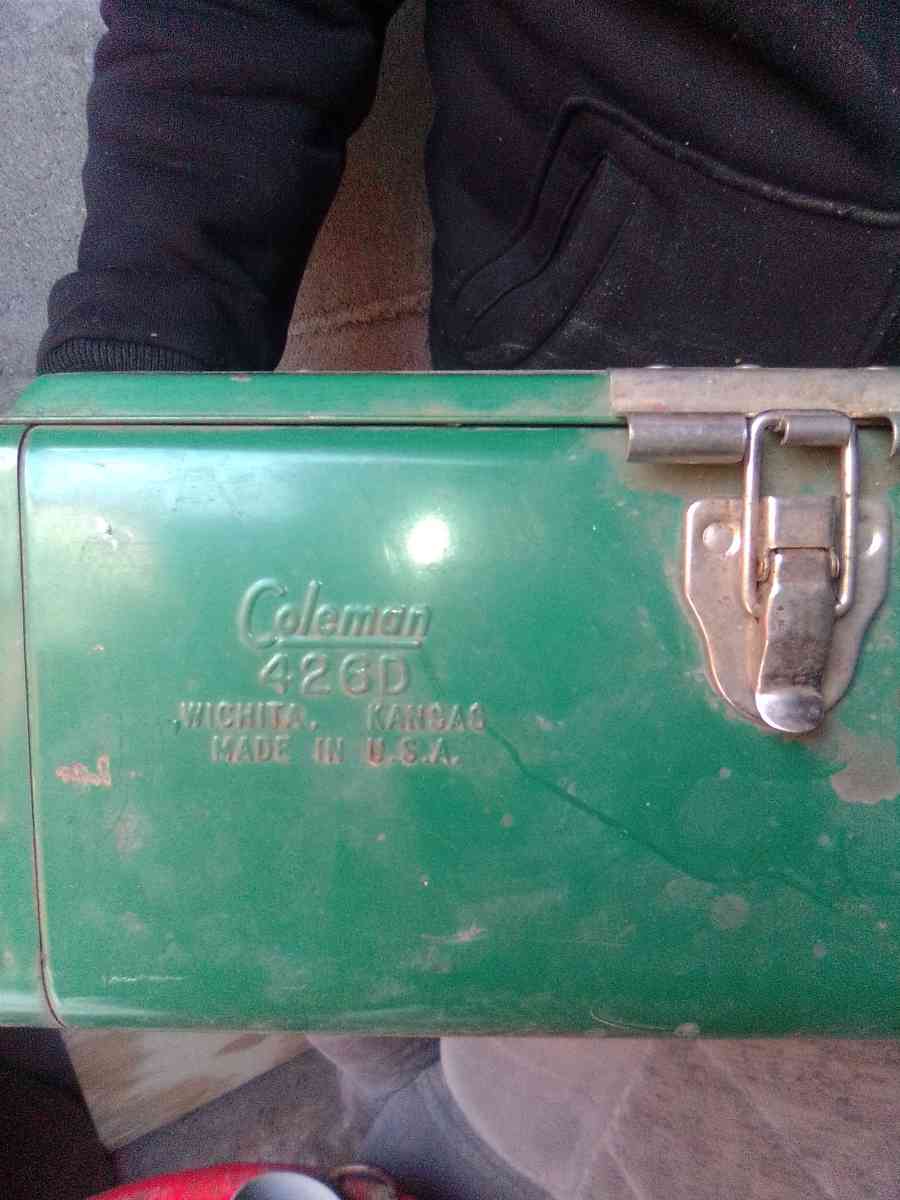 Coleman
426D
WICHITA, KANSAS
MADE IN U.S.A.